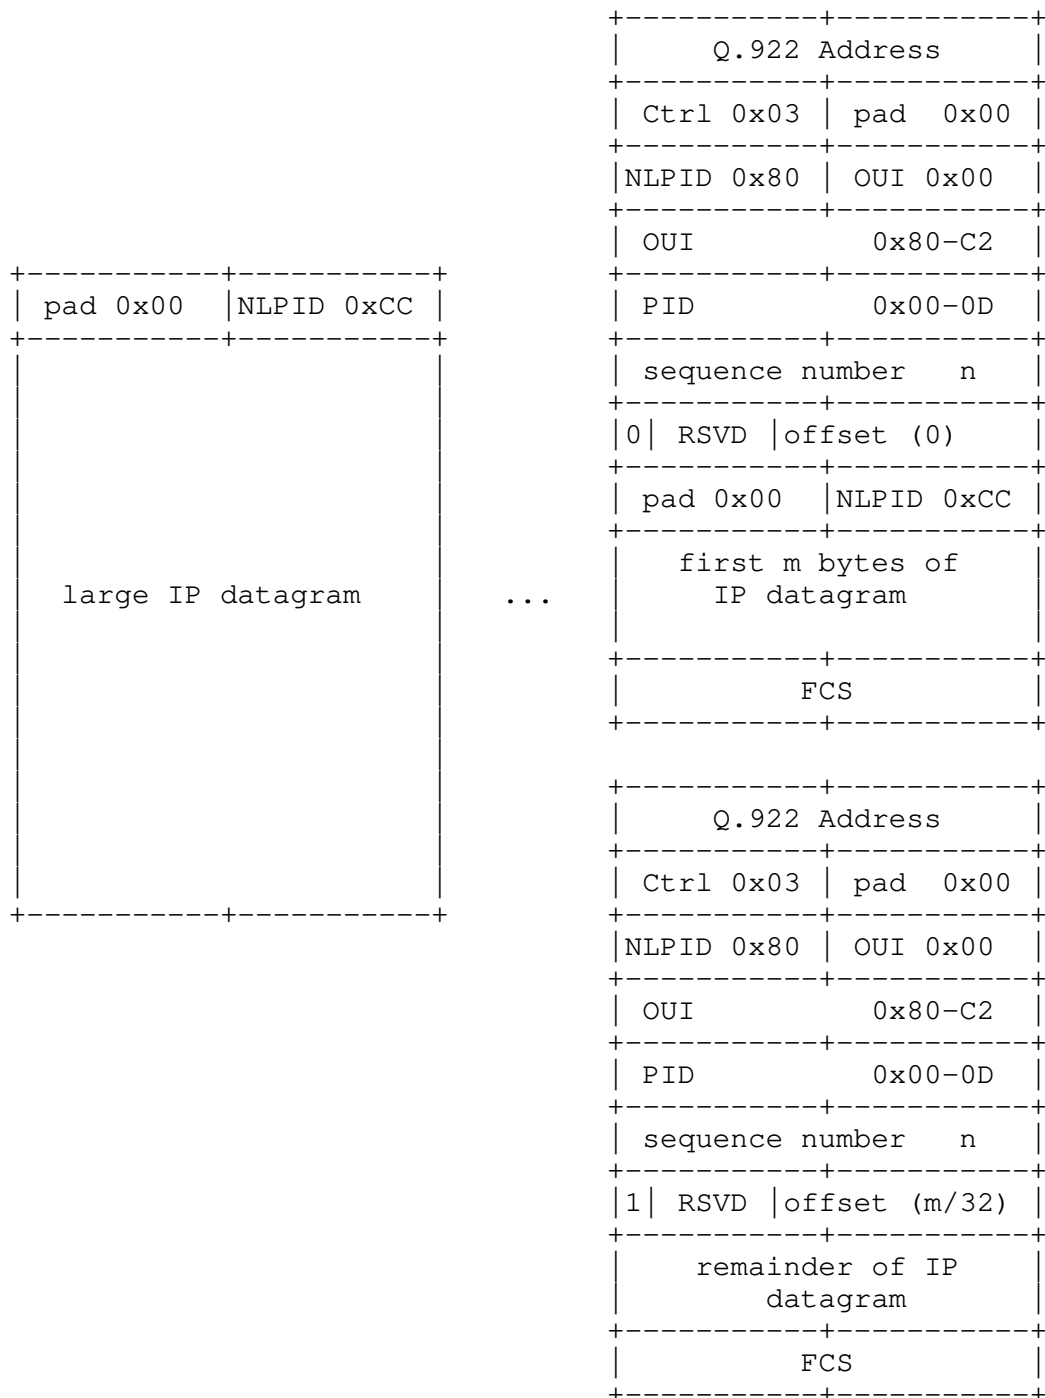 +-----------+-----------+
|     Q.922 Address     |
+-----------+-----------+
| Ctrl 0x03 | pad  0x00 |
+-----------+-----------+
|NLPID 0x80 | OUI 0x00  |
+-----------+-----------+
| OUI          0x80-C2  |
+-----------+------------+ +-----------+-----------+
| pad 0x00  |NLPID 0xCC | | PID          0x00-0D  |
+-----------+-----------+ +-----------+-----------+
| | | sequence number   n   |
+-----------+-----------+
|0| RSVD |offset (0)     |
+-----------+-----------+
| pad 0x00  |NLPID 0xCC |
+-----------+-----------+
| first m bytes of      |
| large IP datagram | ... | IP datagram |
+-----------+-----------+
|          FCS          |
+-----------+-----------+
+-----------+-----------+
|     Q.922 Address     |
+-----------+-----------+
| Ctrl 0x03 | pad  0x00 |
+-----------+-----------+ +-----------+-----------+
|NLPID 0x80 | OUI 0x00  |
+-----------+-----------+
| OUI          0x80-C2  |
+-----------+-----------+
| PID          0x00-0D  |
+-----------+-----------+
| sequence number   n   |
+-----------+-----------+
|1| RSVD |offset (m/32)  |
+-----------+-----------+
|    remainder of IP    |
|        datagram       |
+-----------+-----------+
|          FCS          |
+-----------+-----------+